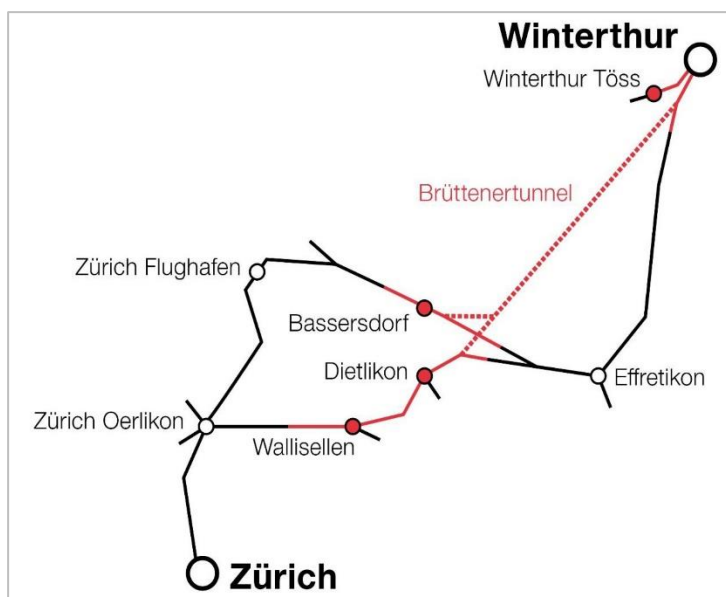 Winterthur
Winterthur Töss
Brüttenertunnel
Zürich Flughafen
Bassersdorf
Dietlikon
Effretikon
Zürich Oerlikon
Wallisellen
Zürich